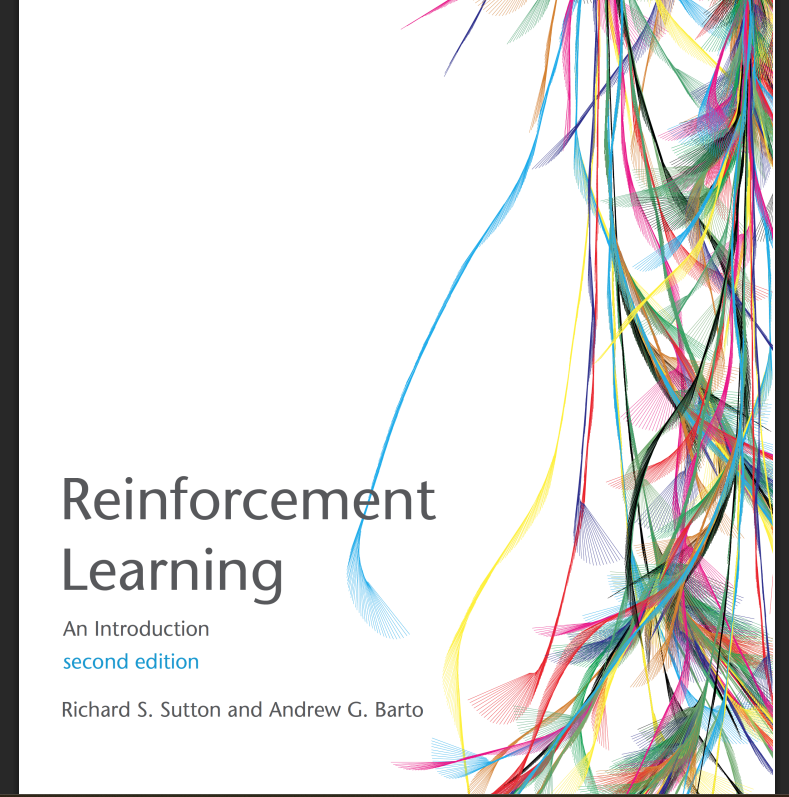 Reinforcement
Learning
An Introduction
second edition
Richard S. Sutton and Andrew G. Barto